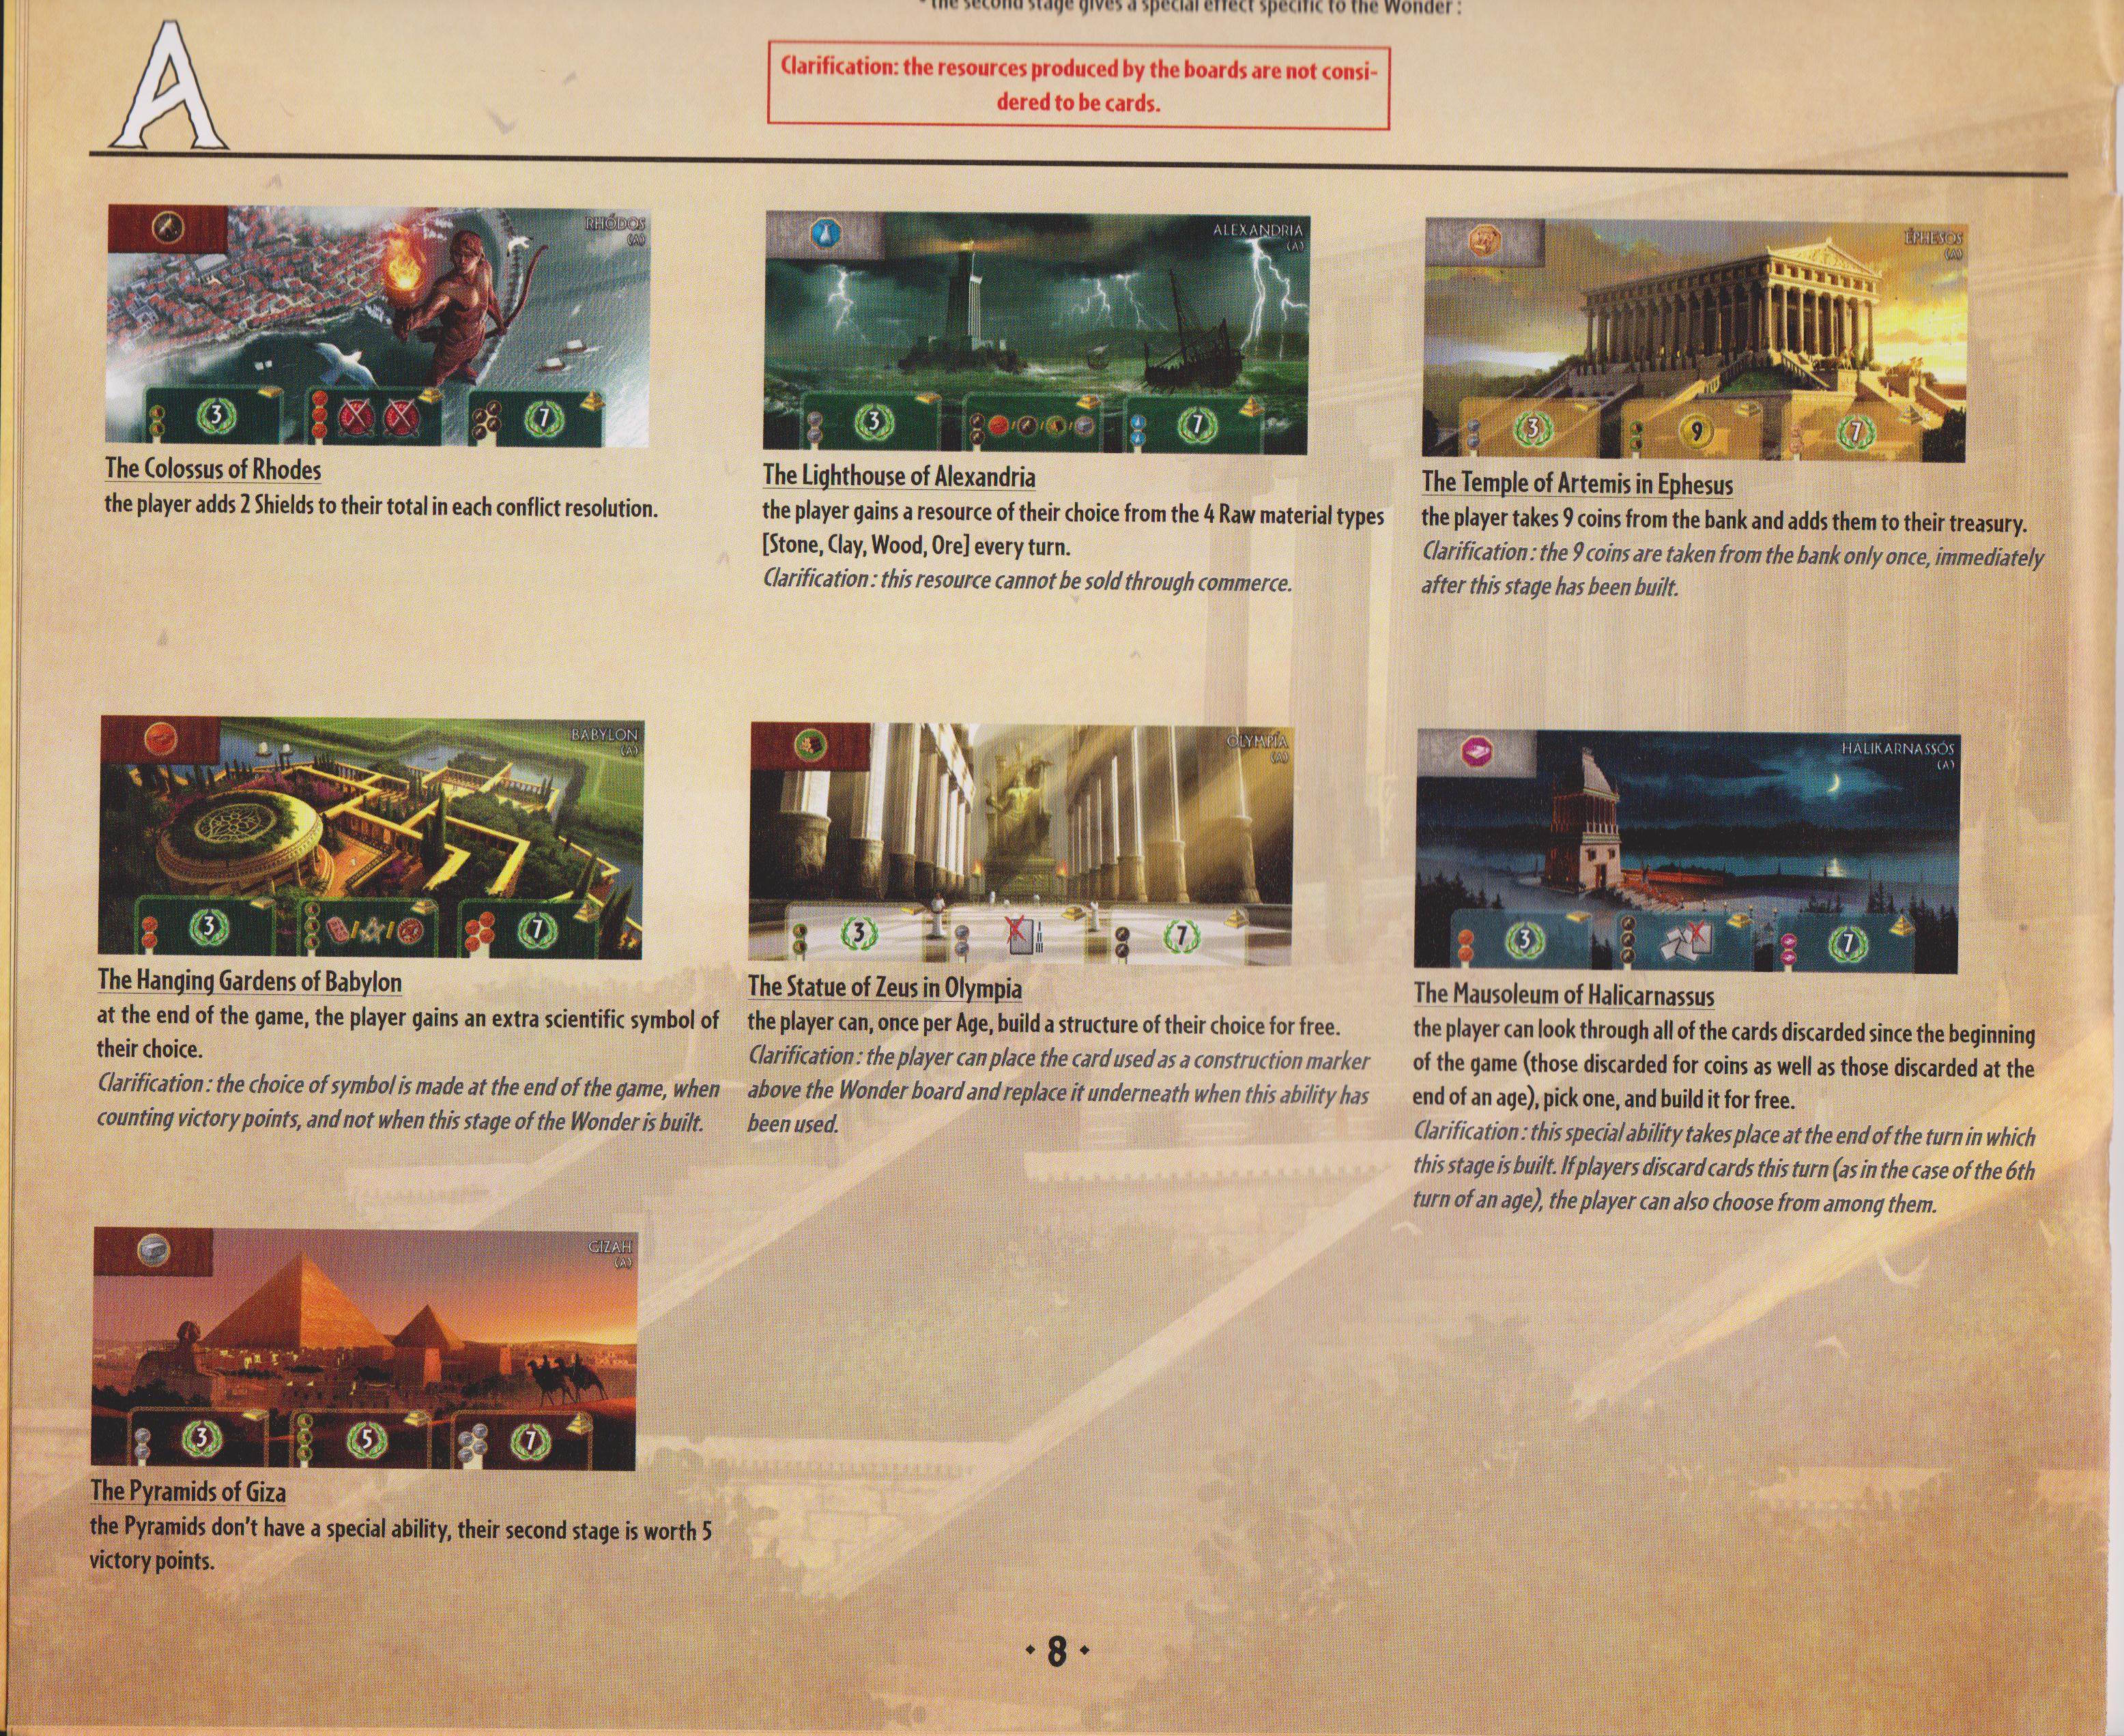 - the second stage gives a special effect specific to the Wonder :
A
Clarification: the resources produced by the boards are not consi-
dered to be cards.
RHÓDOS
(A)
3
7
The Colossus of Rhodes
the player adds 2 Shields to their total in each conflict resolution.
ALEXANDRIA
(A)
3
7
The Lighthouse of Alexandria
the player gains a resource of their choice from the 4 Raw material types
[Stone, Clay, Wood, Ore] every turn.
Clarification : this resource cannot be sold through commerce.
ÉPHESOS
(A)
3
9
7
The Temple of Artemis in Ephesus
the player takes 9 coins from the bank and adds them to their treasury.
Clarification : the 9 coins are taken from the bank only once, immediately
after this stage has been built.
BABYLON
(A)
3
7
The Hanging Gardens of Babylon
at the end of the game, the player gains an extra scientific symbol of
their choice.
Clarification : the choice of symbol is made at the end of the game, when
counting victory points, and not when this stage of the Wonder is built.
OLYMPÍA
(A)
3
I
II
III
7
The Statue of Zeus in Olympia
the player can, once per Age, build a structure of their choice for free.
Clarification : the player can place the card used as a construction marker
above the Wonder board and replace it underneath when this ability has
been used.
HALIKARNASSÓS
(A)
3
7
The Mausoleum of Halicarnassus
the player can look through all of the cards discarded since the beginning
of the game (those discarded for coins as well as those discarded at the
end of an age), pick one, and build it for free.
Clarification : this special ability takes place at the end of the turn in which
this stage is built. If players discard cards this turn (as in the case of the 6th
turn of an age), the player can also choose from among them.
GIZAH
(A)
3
5
7
The Pyramids of Giza
the Pyramids don't have a special ability, their second stage is worth 5
victory points.
• 8 •